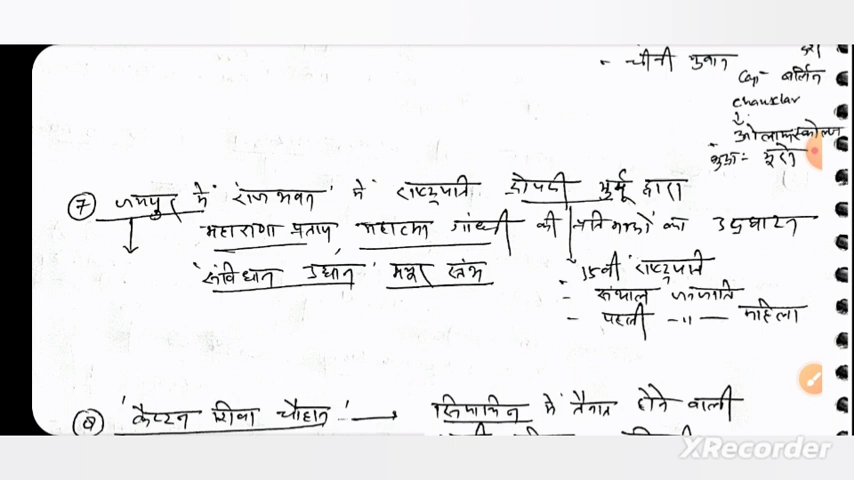 - चीनी गुवान
Cap- बर्लिन
chanslar
↓
ओलाफस्कोल्ज
मुद्रा- यूरो
⑦ जयपुर में राजभवन में राष्ट्रपति द्रौपदी मुर्मू द्वारा
महाराणा प्रताप, महात्मा गांधी की प्रतिमाओं का उद्घाटन
संविधान उद्यान मयूर स्तंभ
- 15वी राष्ट्रपति
- संथाल जनजाति
- पहली -"- महिला
⑧ 'कैप्टन शिवा चौहान' → सियाचिन में तैनात होने वाली
XRecorder